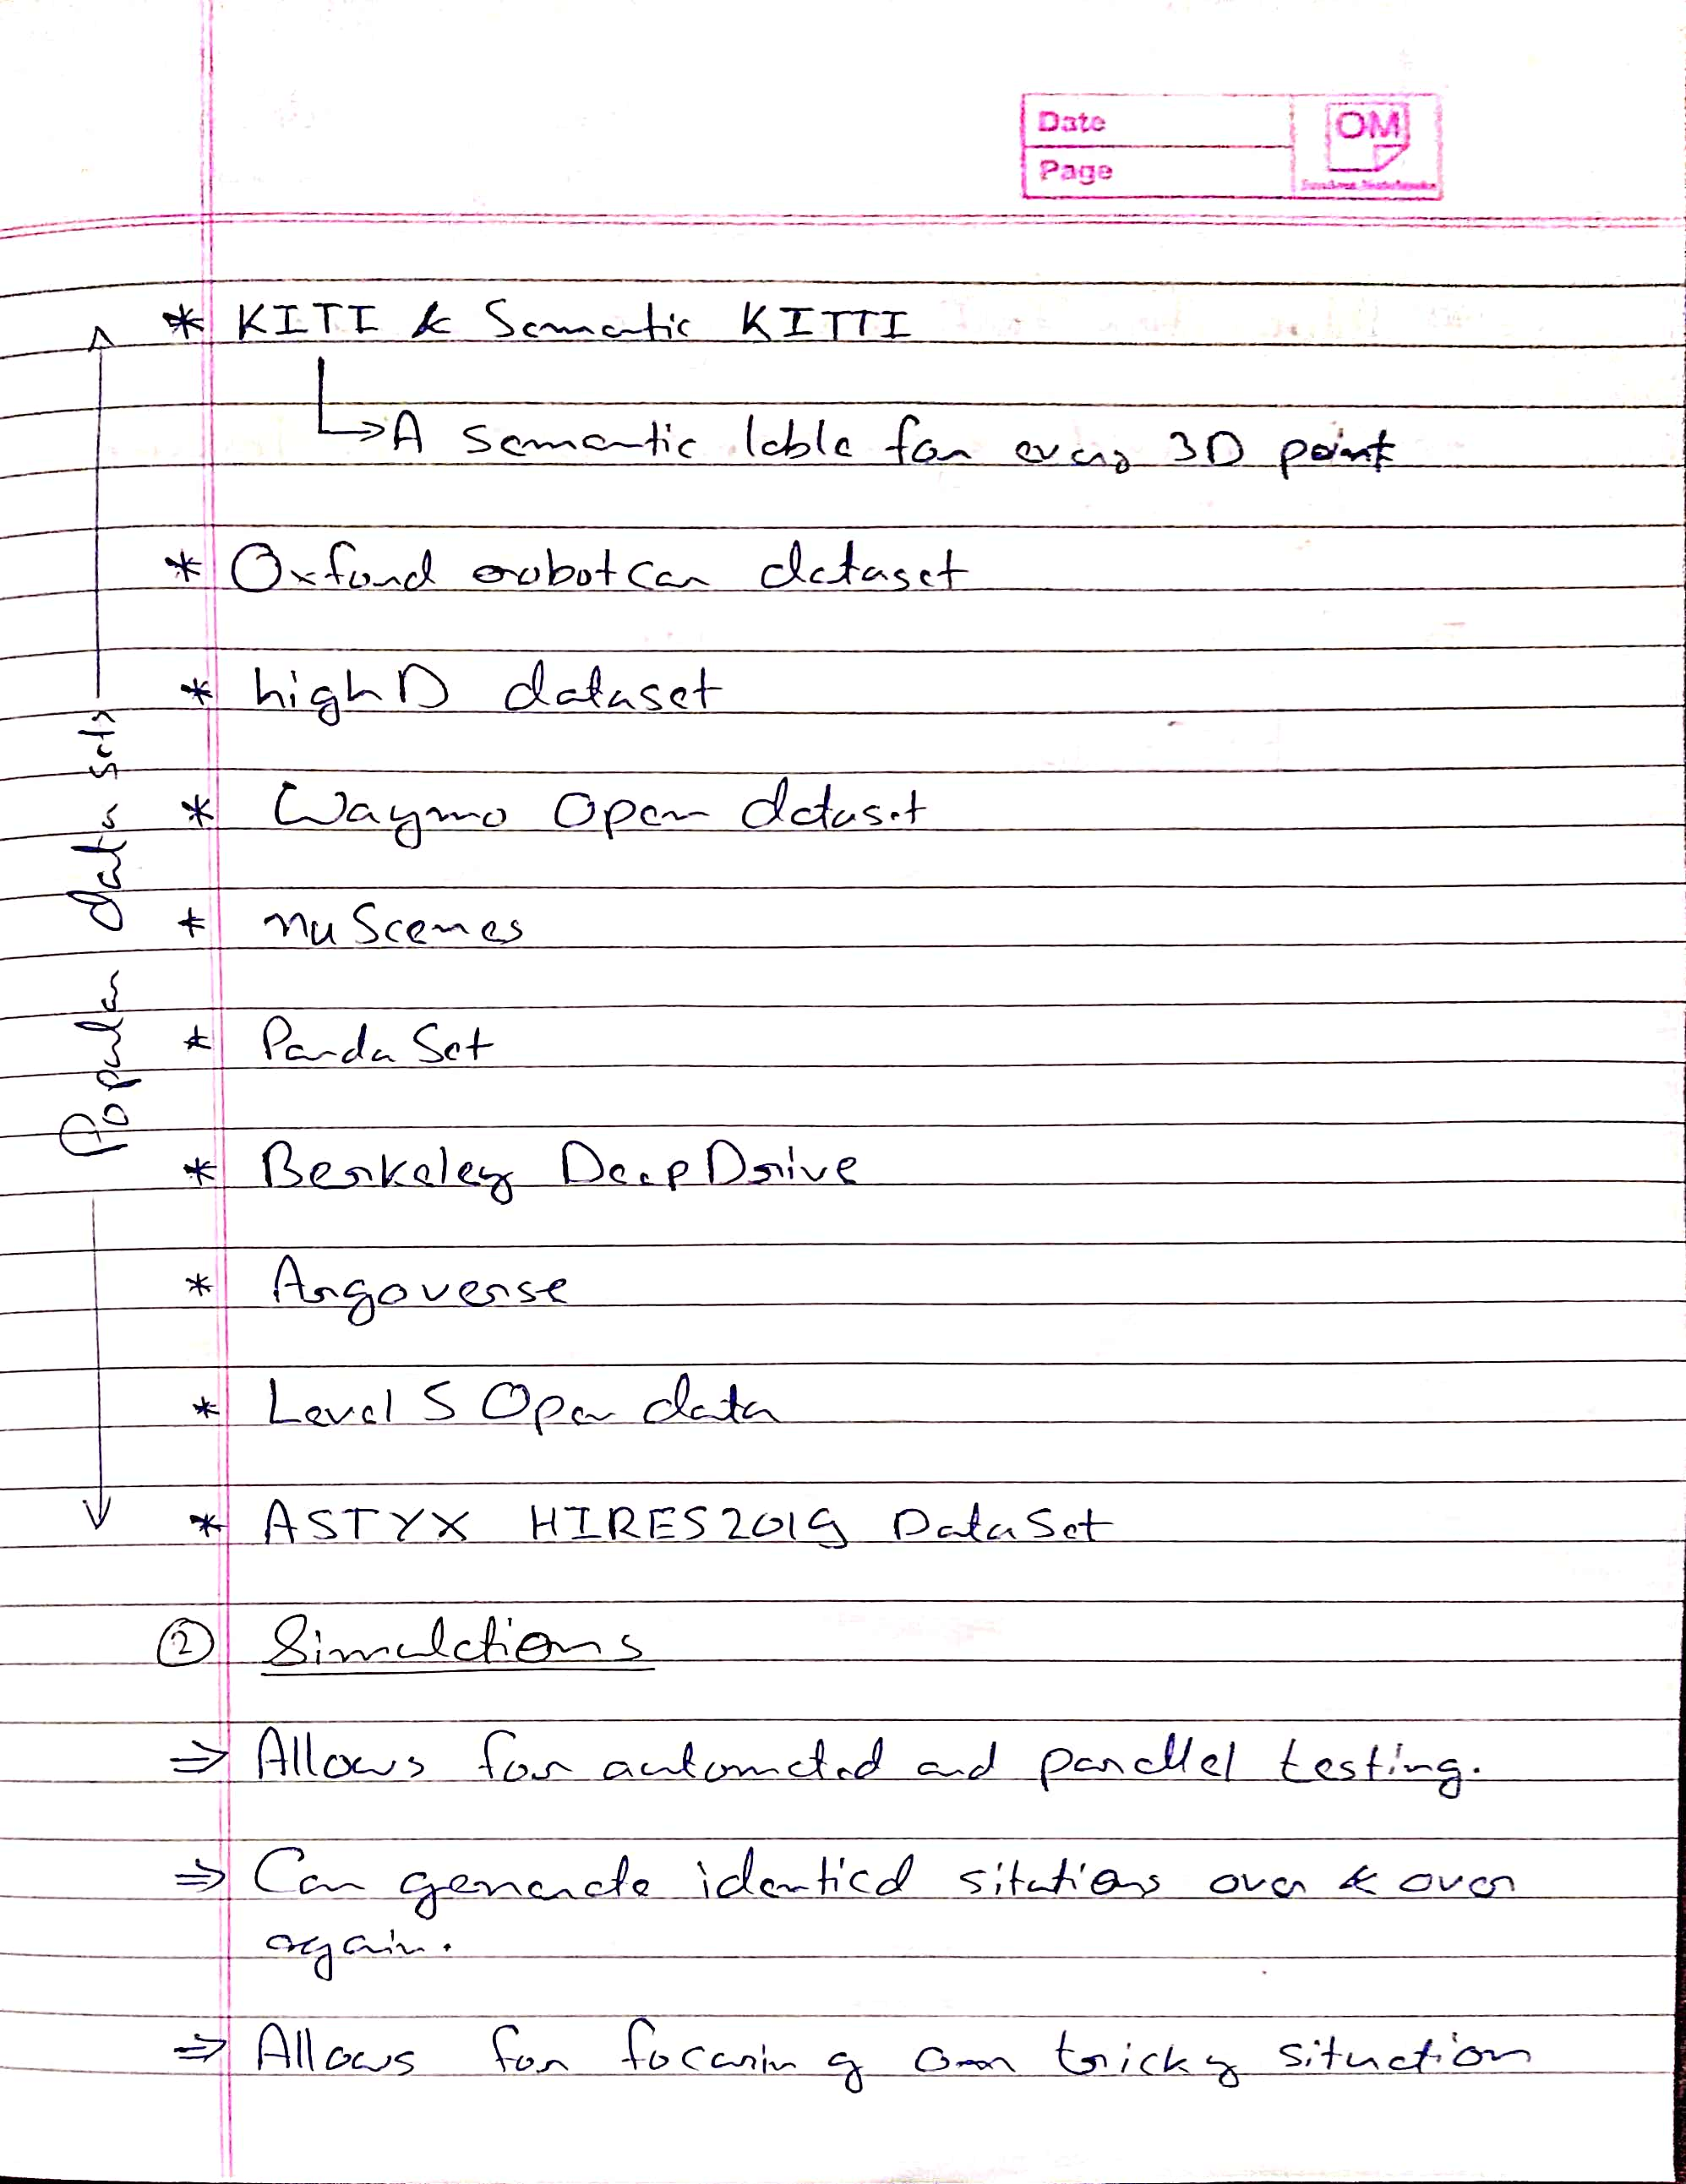 Date
OM
Page
* KITI & Semantic KITTI
↳ A semantic lable for every 3D point
* Oxford robotcar dataset
* highD dataset
* Waymo Open dataset
* nuScenes
* PandaSet
* Berkeley DeepDrive
* Argoverse
* Level 5 Open data
* ASTYX HIRES2019 DataSet
Popular data sets
② Simulations
⇒ Allows for automated and parallel testing.
⇒ Can generate identical sitations over & over
again.
⇒ Allows for focusing on tricky situation